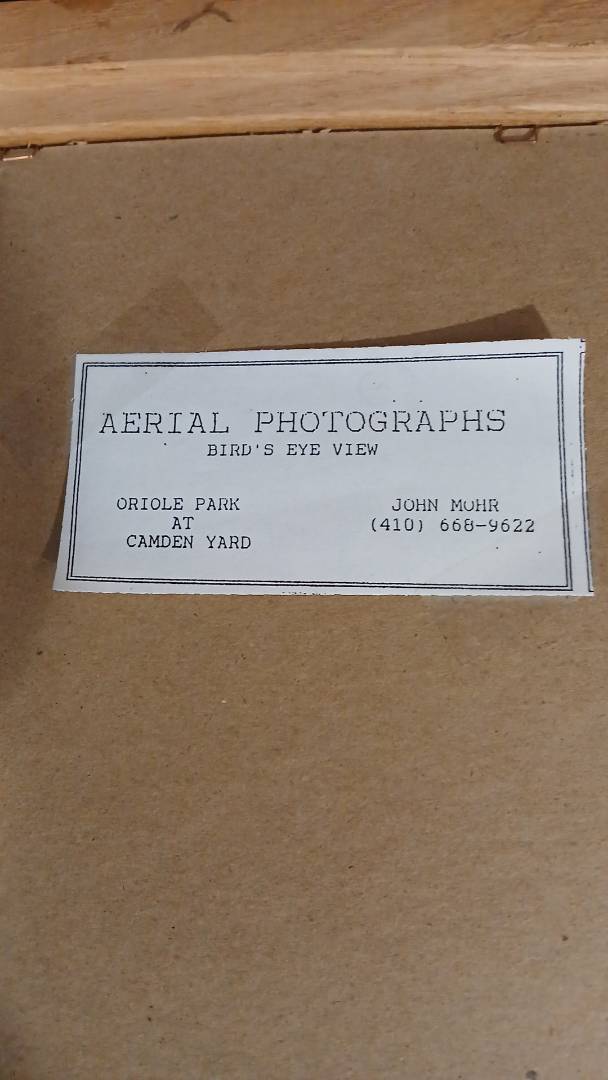 AERIAL PHOTOGRAPHS
BIRD'S EYE VIEW
ORIOLE PARK
AT
CAMDEN YARD
JOHN MOHR
(410) 668-9622